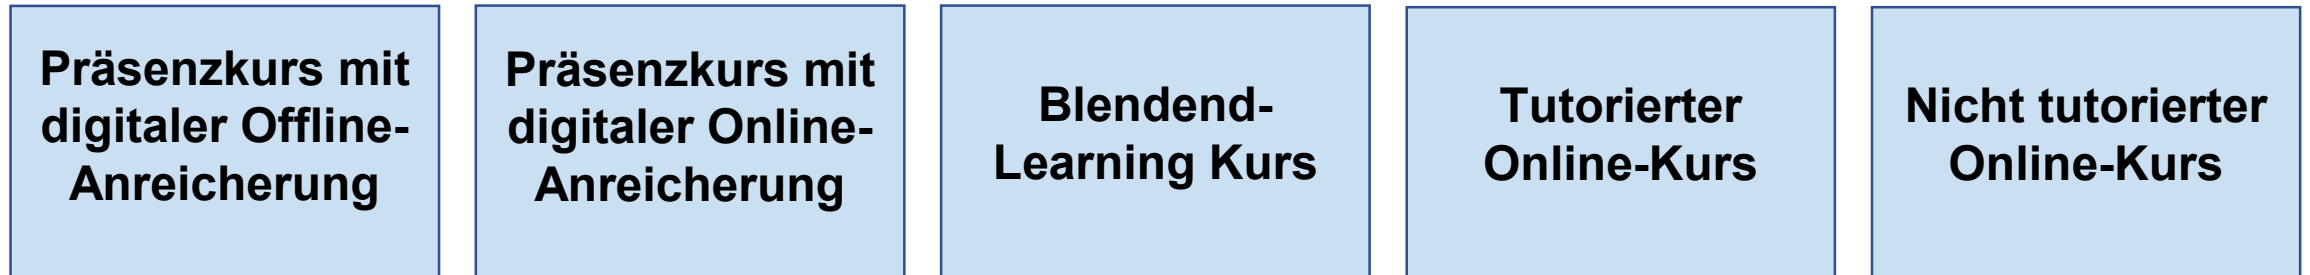 Präsenzkurs mit
digitaler Offline-
Anreicherung
Präsenzkurs mit
digitaler Online-
Anreicherung
Blendend-
Learning Kurs
Tutorierter
Online-Kurs
Nicht tutorierter
Online-Kurs